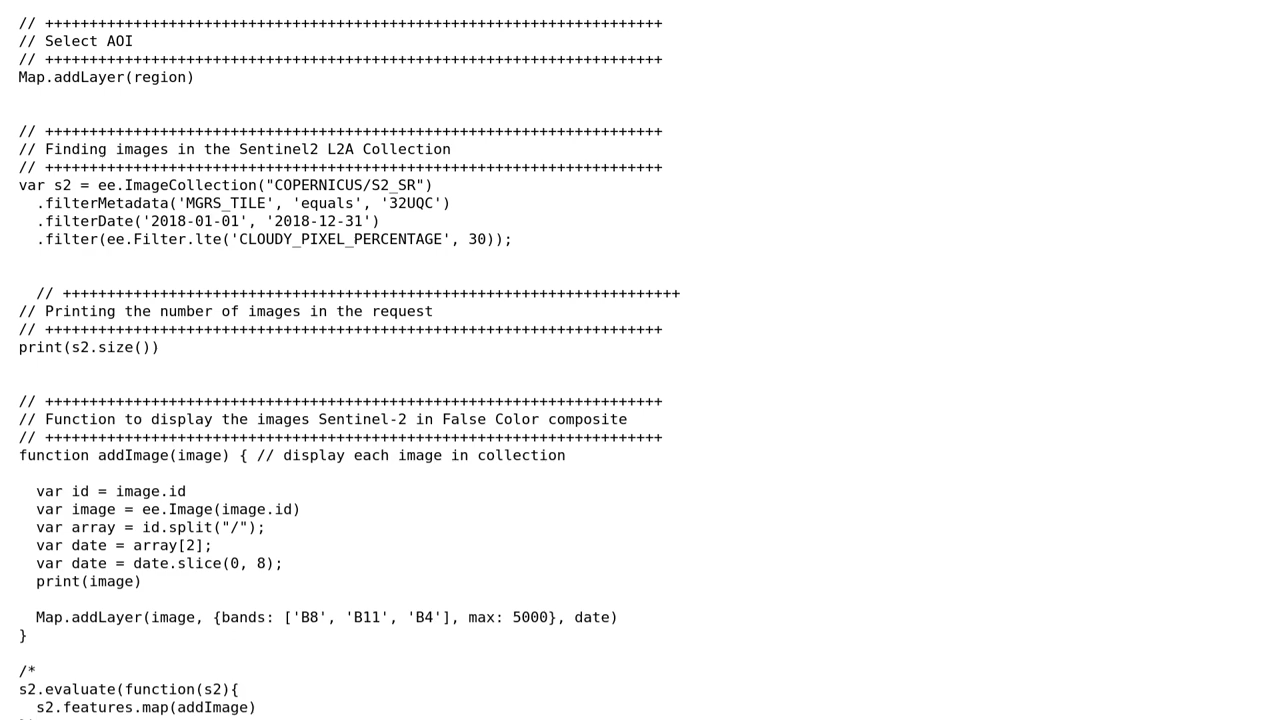 // ++++++++++++++++++++++++++++++++++++++++++++++++++++++++++++++++++++++
// Select AOI
// ++++++++++++++++++++++++++++++++++++++++++++++++++++++++++++++++++++++
Map.addLayer(region)
// ++++++++++++++++++++++++++++++++++++++++++++++++++++++++++++++++++++++
// Finding images in the Sentinel2 L2A Collection
// ++++++++++++++++++++++++++++++++++++++++++++++++++++++++++++++++++++++
var s2 = ee.ImageCollection("COPERNICUS/S2_SR")
  .filterMetadata('MGRS_TILE', 'equals', '32UQC')
  .filterDate('2018-01-01', '2018-12-31')
  .filter(ee.Filter.lte('CLOUDY_PIXEL_PERCENTAGE', 30));
  // ++++++++++++++++++++++++++++++++++++++++++++++++++++++++++++++++++++++
// Printing the number of images in the request
// ++++++++++++++++++++++++++++++++++++++++++++++++++++++++++++++++++++++
print(s2.size())
// ++++++++++++++++++++++++++++++++++++++++++++++++++++++++++++++++++++++
// Function to display the images Sentinel-2 in False Color composite
// ++++++++++++++++++++++++++++++++++++++++++++++++++++++++++++++++++++++
function addImage(image) { // display each image in collection
  var id = image.id
  var image = ee.Image(image.id)
  var array = id.split("/");
  var date = array[2];
  var date = date.slice(0, 8);
  print(image)
  Map.addLayer(image, {bands: ['B8', 'B11', 'B4'], max: 5000}, date)
}
/*
s2.evaluate(function(s2){
  s2.features.map(addImage)